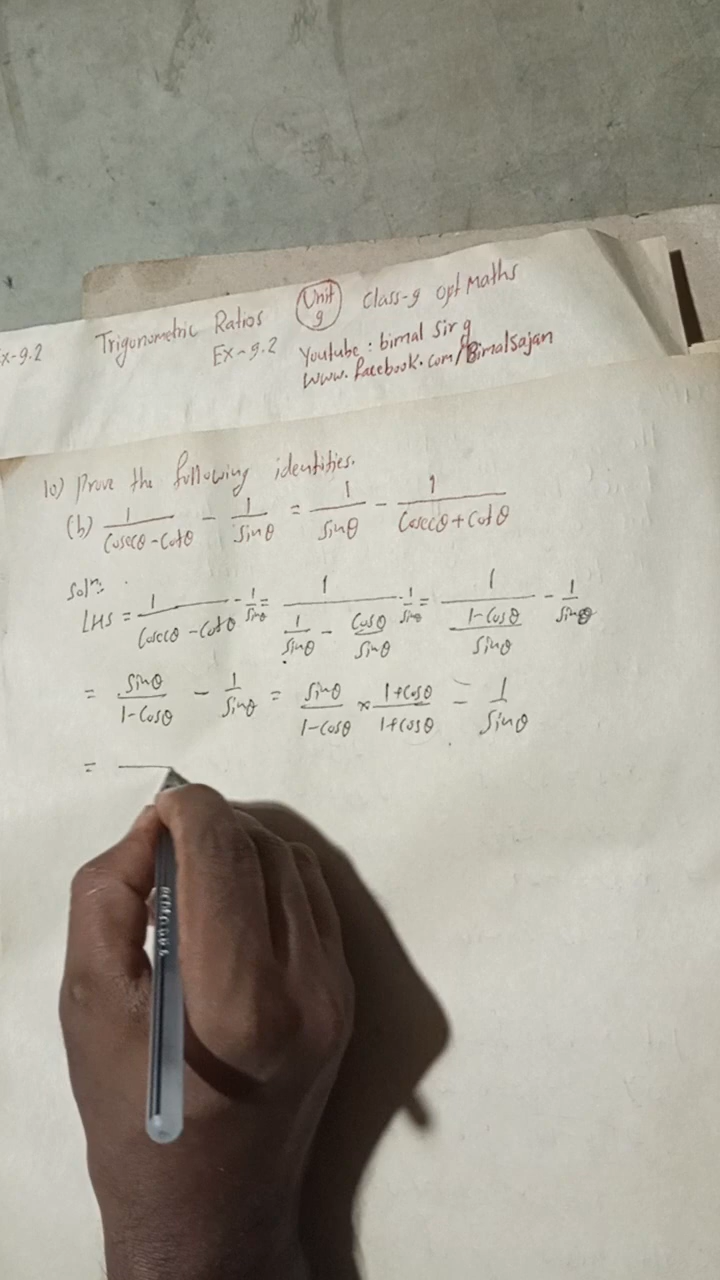 x-9.2 Trigonometric Ratios Unit 9 Class-9 opt Maths
Ex-9.2 Youtube : bimal sir g
www.facebook.com/Bimalsajan
10) Prove the following identities.
(b) 1/(Cosecθ - Cotθ) - 1/Sinθ = 1/Sinθ - 1/(Cosecθ + Cotθ)
Solⁿ:
LHS = 1/(Cosecθ - Cotθ) - 1/Sinθ = 1/(1/Sinθ - Cosθ/Sinθ) - 1/Sinθ = 1/((1-Cosθ)/Sinθ) - 1/Sinθ
= Sinθ/(1-Cosθ) - 1/Sinθ = Sinθ/(1-Cosθ) × (1+Cosθ)/(1+Cosθ) - 1/Sinθ
=